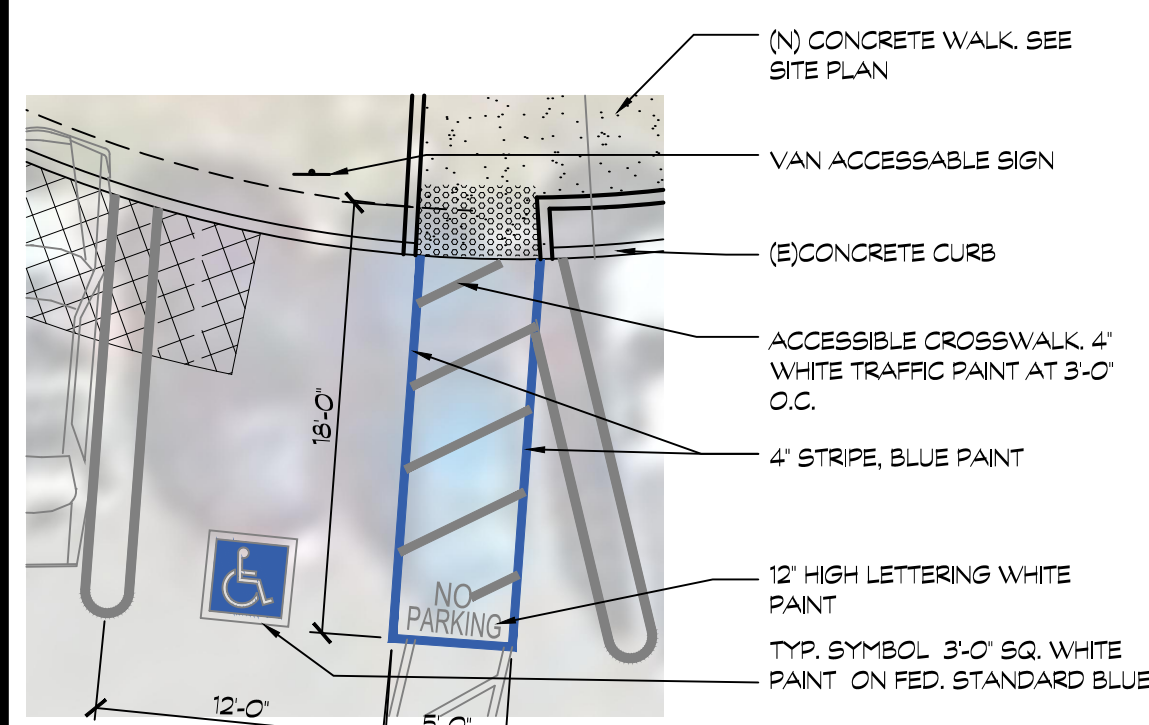 (N) CONCRETE WALK. SEE
SITE PLAN
VAN ACCESSABLE SIGN
(E)CONCRETE CURB
ACCESSIBLE CROSSWALK. 4"
WHITE TRAFFIC PAINT AT 3'-0"
O.C.
4" STRIPE, BLUE PAINT
12" HIGH LETTERING WHITE
PAINT
TYP. SYMBOL 3'-0" SQ. WHITE
PAINT ON FED. STANDARD BLUE
18'-0"
NO
PARKING
12'-0"
5'-0"